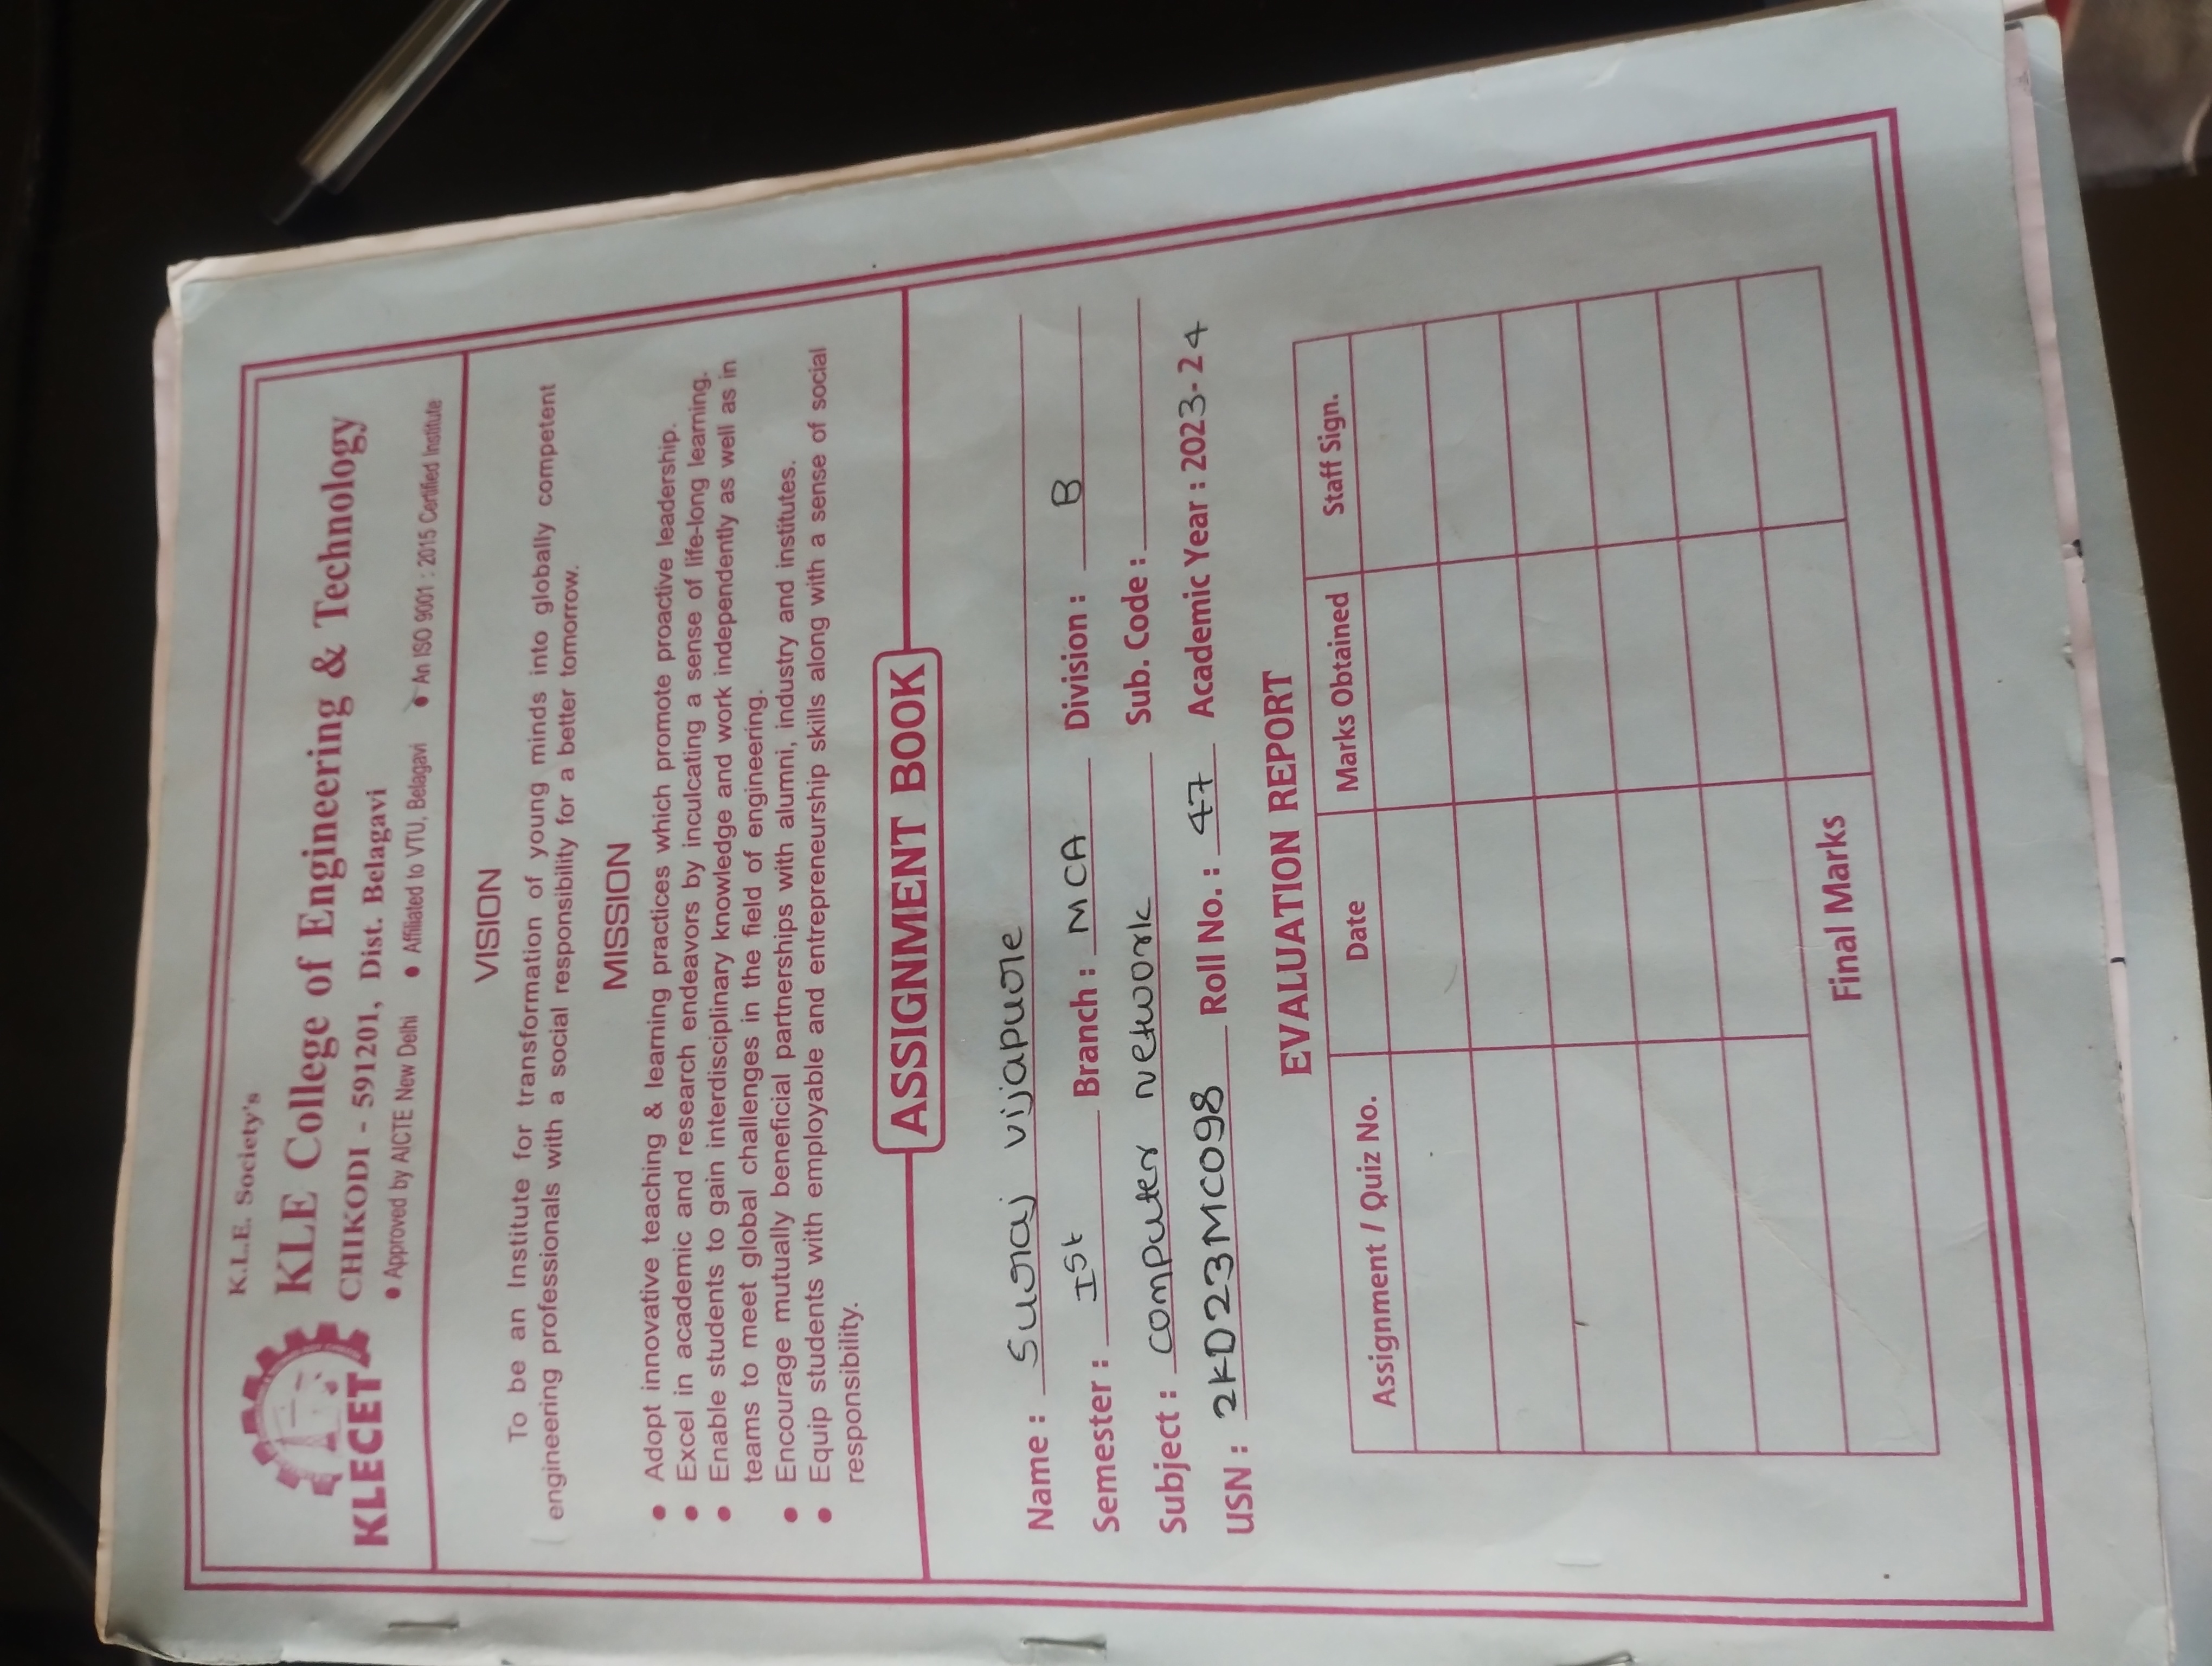 K.L.E. Society's
KLE College of Engineering & Technology
KLECET
CHIKODI - 591201, Dist. Belagavi
● Approved by AICTE New Delhi ● Affiliated to VTU, Belagavi ● An ISO 9001 : 2015 Certified Institute
VISION
To be an Institute for transformation of young minds into globally competent
engineering professionals with a social responsibility for a better tomorrow.
MISSION
● Adopt innovative teaching & learning practices which promote proactive leadership.
● Excel in academic and research endeavors by inculcating a sense of life-long learning.
● Enable students to gain interdisciplinary knowledge and work independently as well as in
teams to meet global challenges in the field of engineering.
● Encourage mutually beneficial partnerships with alumni, industry and institutes.
● Equip students with employable and entrepreneurship skills along with a sense of social
responsibility.
ASSIGNMENT BOOK
Name : Suraj vijapure
Semester : Ist Branch : MCA Division : B
Subject : computer network Sub. Code :
USN : 2KD23MC098 Roll No. : 47 Academic Year : 2023-24
EVALUATION REPORT
Assignment / Quiz No. Date Marks Obtained Staff Sign.
Final Marks